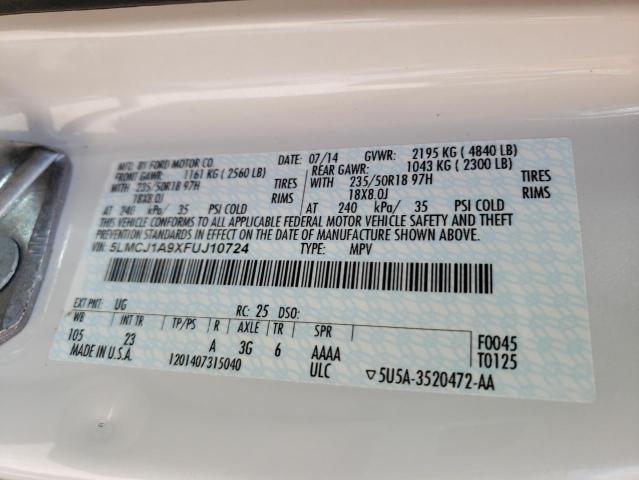 MFD. BY FORD MOTOR CO.
DATE: 07/14 GVWR: 2195 KG ( 4840 LB)
FRONT GAWR: 1161 KG ( 2560 LB) REAR GAWR: 1043 KG ( 2300 LB)
WITH 235/50R18 97H TIRES WITH 235/50R18 97H TIRES
18X8.0J RIMS 18X8.0J RIMS
AT 240 kPa/ 35 PSI COLD AT 240 kPa/ 35 PSI COLD
THIS VEHICLE CONFORMS TO ALL APPLICABLE FEDERAL MOTOR VEHICLE SAFETY AND THEFT
PREVENTION STANDARDS IN EFFECT ON THE DATE OF MANUFACTURE SHOWN ABOVE.
VIN: 5LMCJ1A9XFUJ10724 TYPE: MPV
EXT PNT: UG RC: 25 DSO:
WB INT TR TP/PS R AXLE TR SPR
105 23 A 3G 6 AAAA F0045
MADE IN U.S.A. 1201407315040 ULC T0125
▽5U5A-3520472-AA